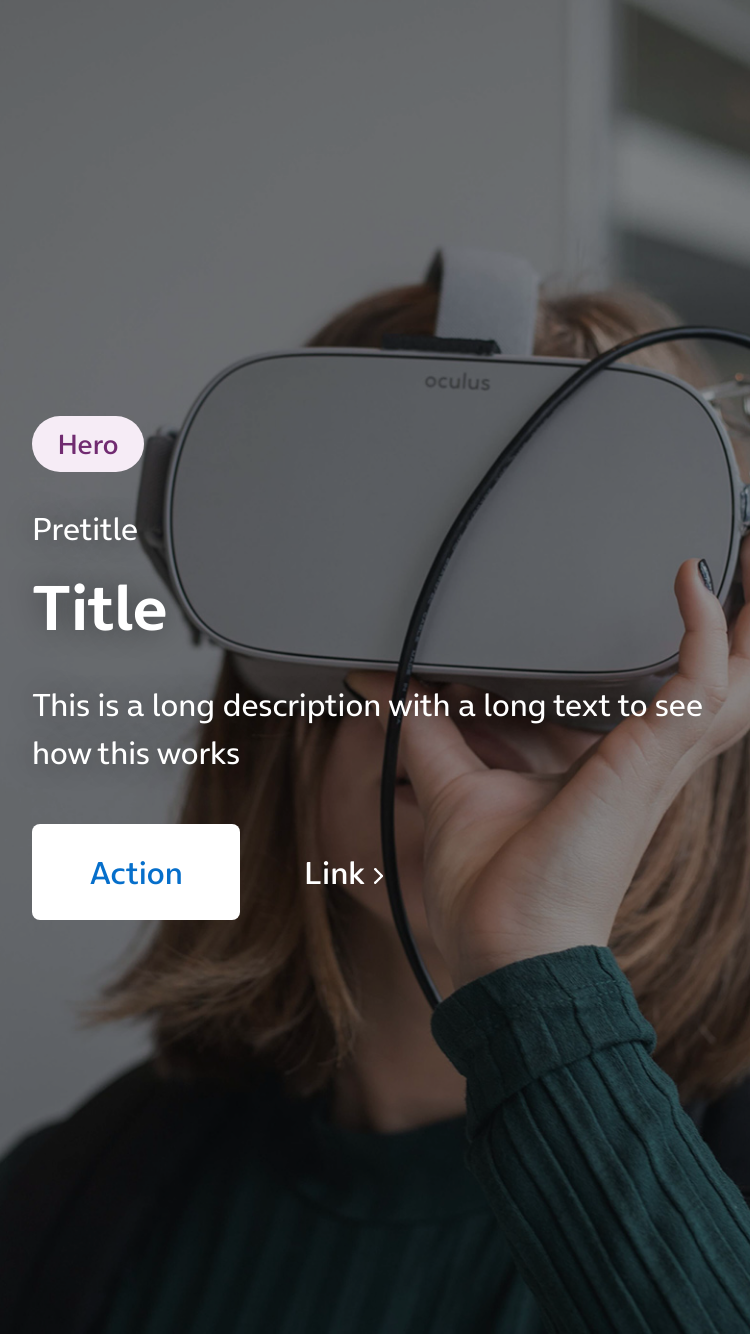 oculus
Hero
Pretitle
Title
This is a long description with a long text to see
how this works
Action
Link >